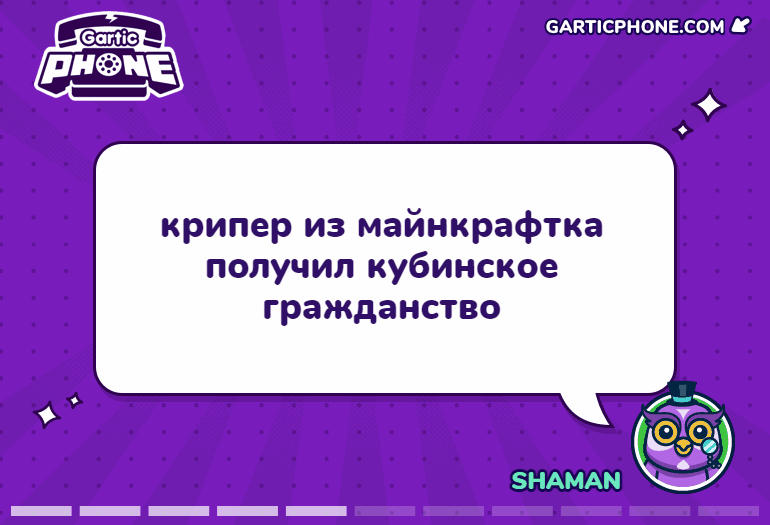 Gartic
PHONE
GARTICPHONE.COM
крипер из майнкрафтка
получил кубинское
гражданство
SHAMAN